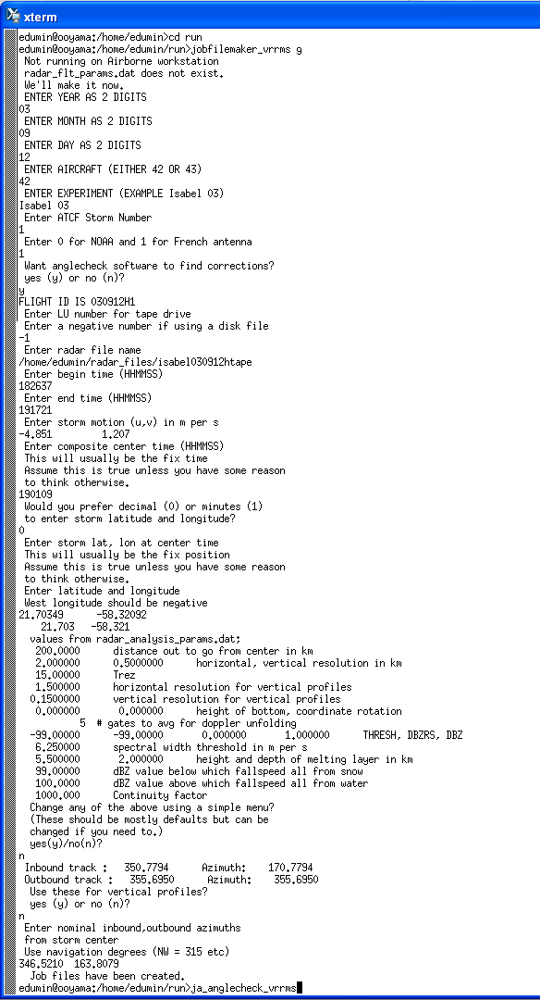 xterm
edumin@ooyama:/home/edumin>cd run
edumin@ooyama:/home/edumin/run>jobfilemaker_vrrms g
Not running on Airborne workstation
radar_flt_params.dat does not exist.
We'll make it now.
ENTER YEAR AS 2 DIGITS
03
ENTER MONTH AS 2 DIGITS
09
ENTER DAY AS 2 DIGITS
12
ENTER AIRCRAFT (EITHER 42 OR 43)
42
ENTER EXPERIMENT (EXAMPLE Isabel 03)
Isabel 03
Enter ATCF Storm Number
1
Enter 0 for NOAA and 1 for French antenna
1
Want anglecheck software to find corrections?
yes (y) or no (n)?
y
FLIGHT ID IS 030912H1
Enter LU number for tape drive
Enter a negative number if using a disk file
-1
Enter radar file name
/home/edumin/radar_files/isabel030912htape
Enter begin time (HHMMSS)
182637
Enter end time (HHMMSS)
191721
Enter storm motion (u,v) in m per s
-4.851 1.207
Enter composite center time (HHMMSS)
This will usually be the fix time
Assume this is true unless you have some reason
to think otherwise.
190109
Would you prefer decimal (0) or minutes (1)
to enter storm latitude and longitude?
0
Enter storm lat, lon at center time
This will usually be the fix position
Assume this is true unless you have some reason
to think otherwise.
Enter latitude and longitude
West longitude should be negative
21.70349 -58.32092
21.703 -58.321
values from radar_analysis_params.dat:
200.0000 distance out to go from center in km
2.000000 0.5000000 horizontal, vertical resolution in km
15.00000 Trez
1.500000 horizontal resolution for vertical profiles
0.1500000 vertical resolution for vertical profiles
0.000000 0.000000 height of bottom, coordinate rotation
5 # gates to avg for doppler unfolding
-99.00000 -99.00000 0.000000 1.000000 THRESH, DBZRS, DBZ
6.250000 spectral width threshold in m per s
5.500000 2.000000 height and depth of melting layer in km
99.00000 dBZ value below which fallspeed all from snow
100.0000 dBZ value above which fallspeed all from water
1000.000 Continuity factor
Change any of the above using a simple menu?
(These should be mostly defaults but can be
changed if you need to.)
yes(y)/no(n)?
n
Inbound track : 350.7794 Azimuth: 170.7794
Outbound track : 355.6950 Azimuth: 355.6950
Use these for vertical profiles?
yes (y) or no (n)?
n
Enter nominal inbound,outbound azimuths
from storm center
Use navigation degrees (NW = 315 etc)
346.5210 163.8079
Job files have been created.
edumin@ooyama:/home/edumin/run>ja_anglecheck_vrrms